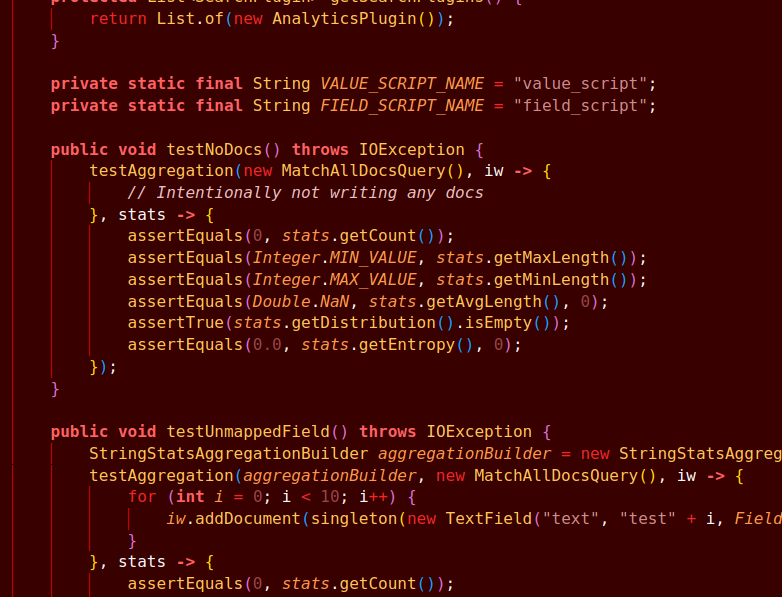 protected List<SearchPlugin> getSearchPlugins() {
return List.of(new AnalyticsPlugin());
}
private static final String VALUE_SCRIPT_NAME = "value_script";
private static final String FIELD_SCRIPT_NAME = "field_script";
public void testNoDocs() throws IOException {
testAggregation(new MatchAllDocsQuery(), iw -> {
// Intentionally not writing any docs
}, stats -> {
assertEquals(0, stats.getCount());
assertEquals(Integer.MIN_VALUE, stats.getMaxLength());
assertEquals(Integer.MAX_VALUE, stats.getMinLength());
assertEquals(Double.NaN, stats.getAvgLength(), 0);
assertTrue(stats.getDistribution().isEmpty());
assertEquals(0.0, stats.getEntropy(), 0);
});
}
public void testUnmappedField() throws IOException {
StringStatsAggregationBuilder aggregationBuilder = new StringStatsAggreg
testAggregation(aggregationBuilder, new MatchAllDocsQuery(), iw -> {
for (int i = 0; i < 10; i++) {
iw.addDocument(singleton(new TextField("text", "test" + i, Field
}
}, stats -> {
assertEquals(0, stats.getCount());